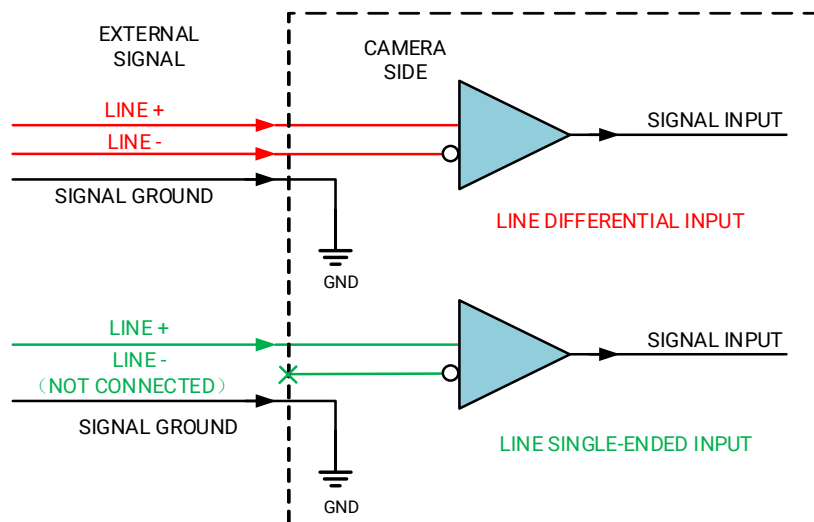 EXTERNAL
SIGNAL
CAMERA
SIDE
LINE +
LINE -
SIGNAL GROUND
GND
SIGNAL INPUT
LINE DIFFERENTIAL INPUT
LINE +
LINE -
（NOT CONNECTED）
SIGNAL GROUND
GND
SIGNAL INPUT
LINE SINGLE-ENDED INPUT